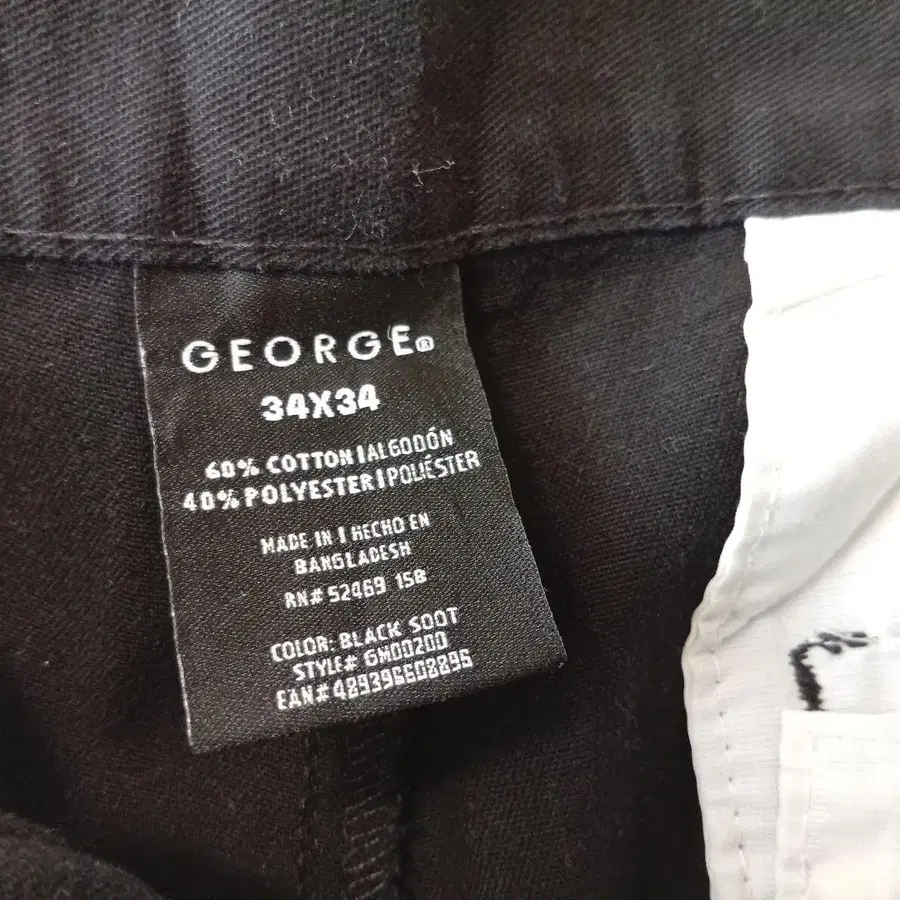 GEORGE®
34X34
60% COTTON | ALGODÓN
40% POLYESTER | POLIÉSTER
MADE IN | HECHO EN
BANGLADESH
RN# 52469 158
COLOR: BLACK SOOT
STYLE# GM00200
EAN#